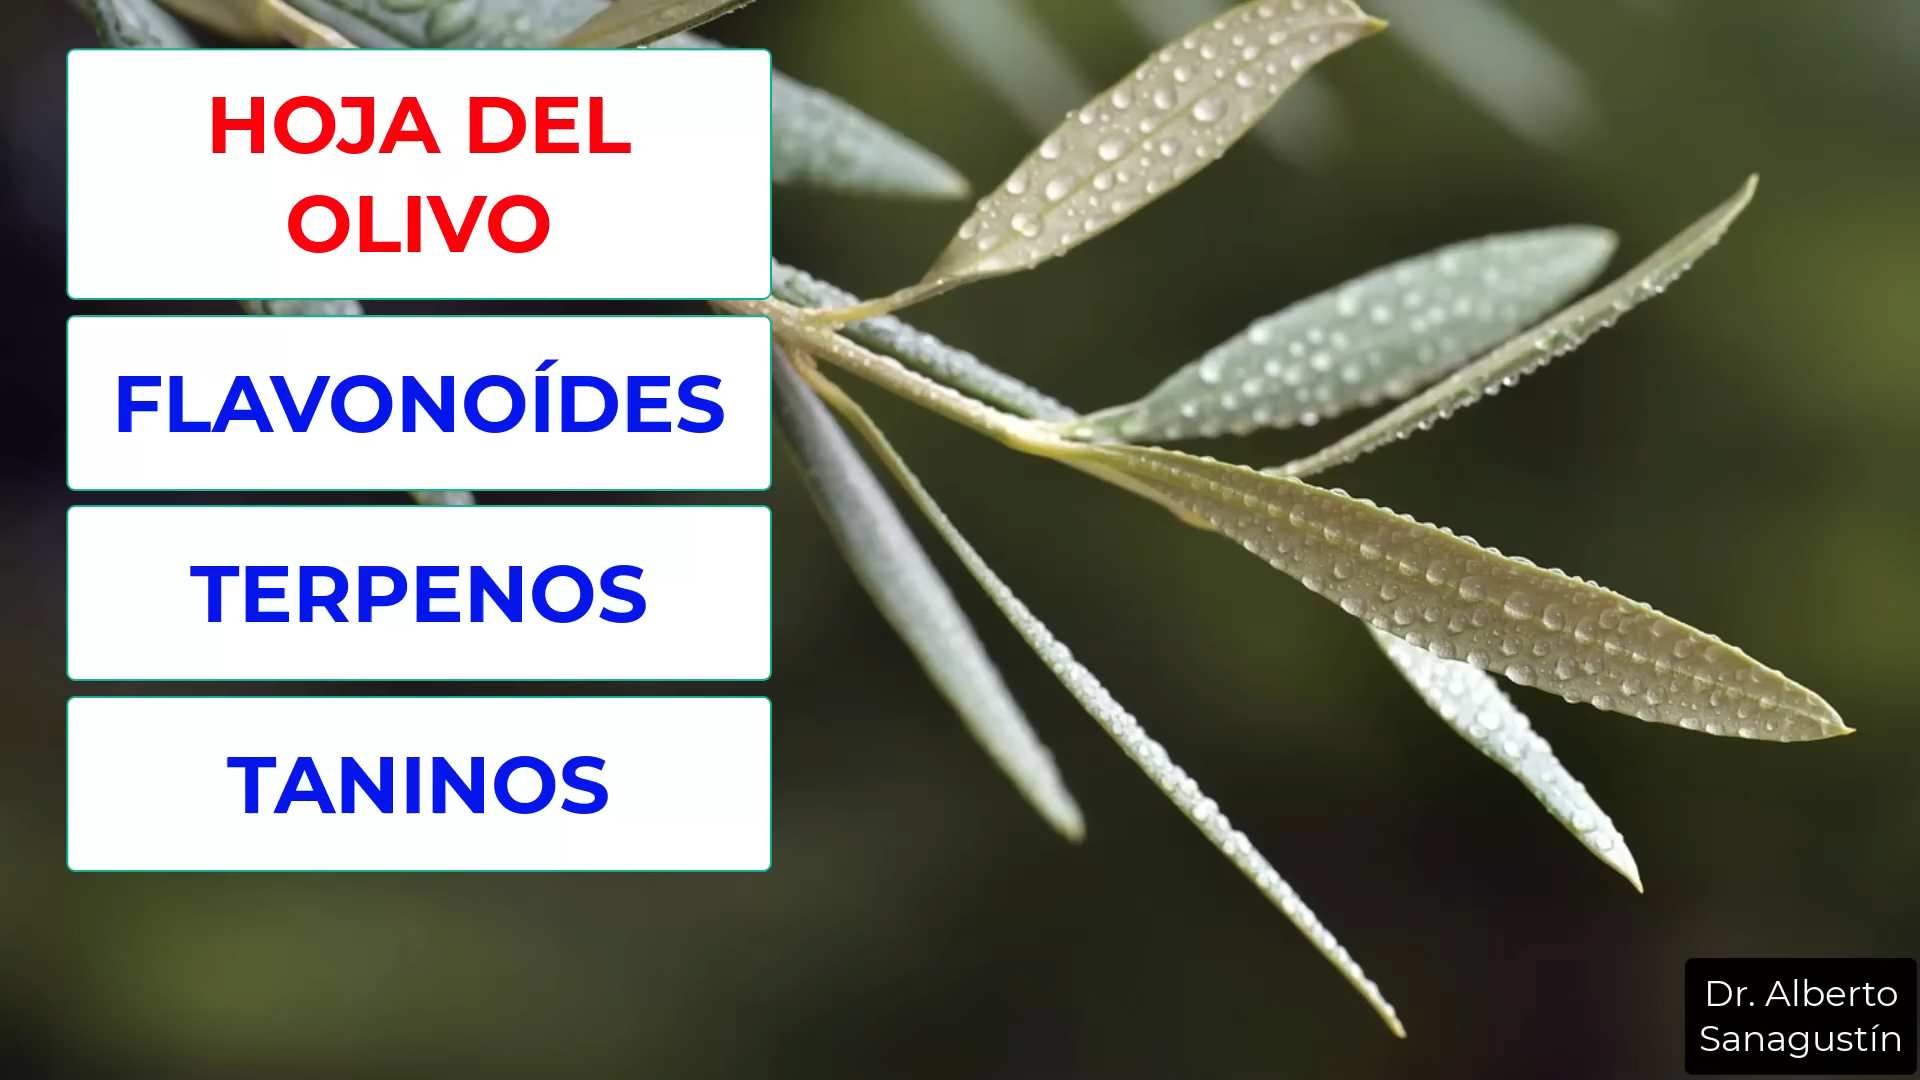 HOJA DEL
OLIVO
FLAVONOÍDES
TERPENOS
TANINOS
Dr. Alberto
Sanagustín